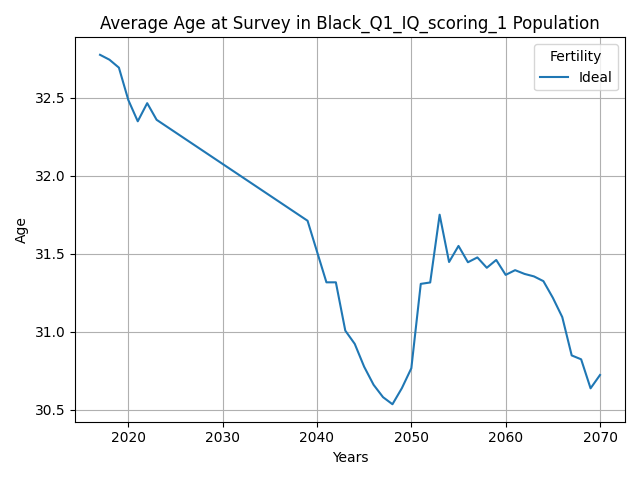 Average Age at Survey in Black_Q1_IQ_scoring_1 Population
Fertility
Ideal
32.5
32.0
31.5
31.0
30.5
Age
2020 2030 2040 2050 2060 2070
Years